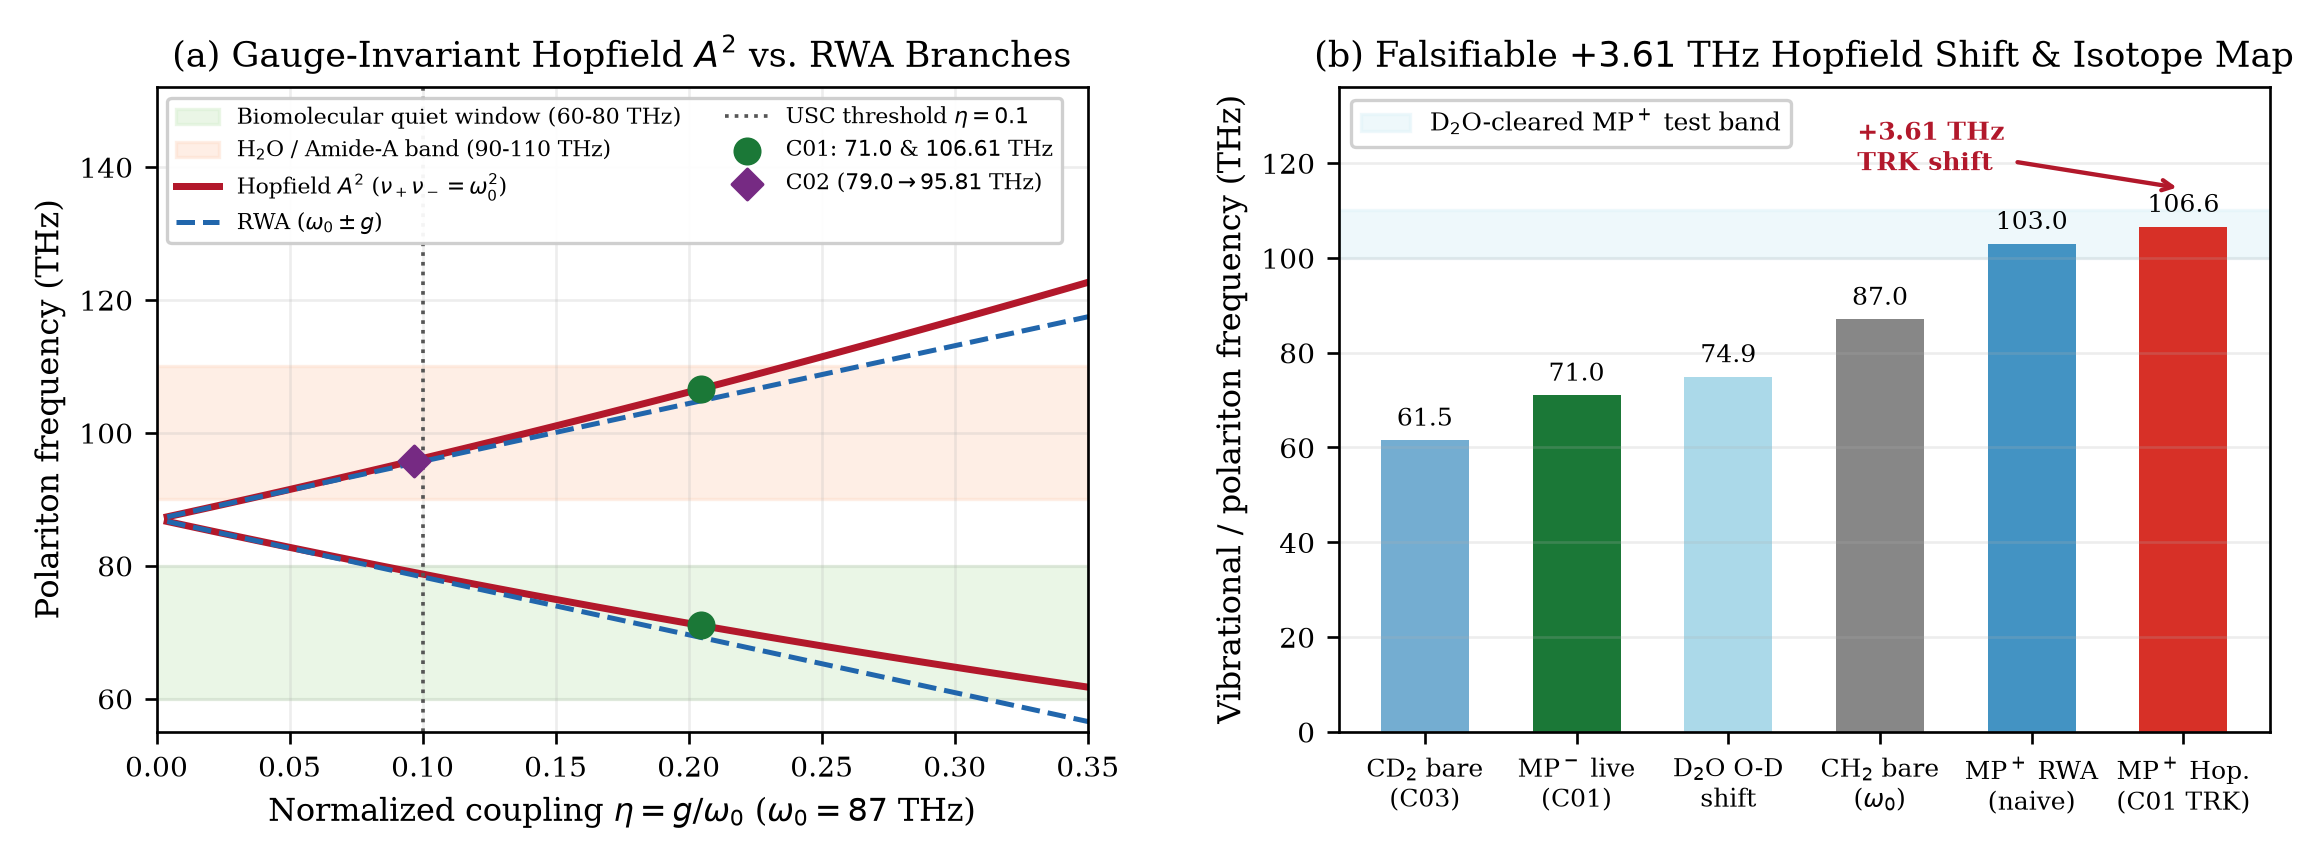 (a) Gauge-Invariant Hopfield A² vs. RWA Branches
Polariton frequency (THz)
Biomolecular quiet window (60-80 THz)
H₂O / Amide-A band (90-110 THz)
Hopfield A² (ν₊ν₋ = ω₀²)
RWA (ω₀ ± g)
USC threshold η = 0.1
C01: 71.0 & 106.61 THz
C02 (79.0→95.81 THz)
140
120
100
80
60
0.00 0.05 0.10 0.15 0.20 0.25 0.30 0.35
Normalized coupling η = g/ω₀ (ω₀ = 87 THz)
(b) Falsifiable +3.61 THz Hopfield Shift & Isotope Map
Vibrational / polariton frequency (THz)
D₂O-cleared MP⁺ test band
+3.61 THz
TRK shift
120
100
80
60
40
20
0
61.5
71.0
74.9
87.0
103.0
106.6
CD₂ bare
(C03)
MP⁻ live
(C01)
D₂O O-D
shift
CH₂ bare
(ω₀)
MP⁺ RWA
(naive)
MP⁺ Hop.
(C01 TRK)